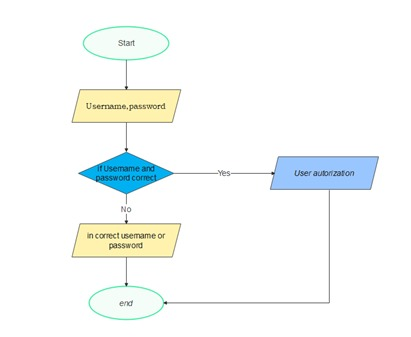 Start
Username,password
If Username and
password correct
Yes
User autorization
No
in correct username or
password
end